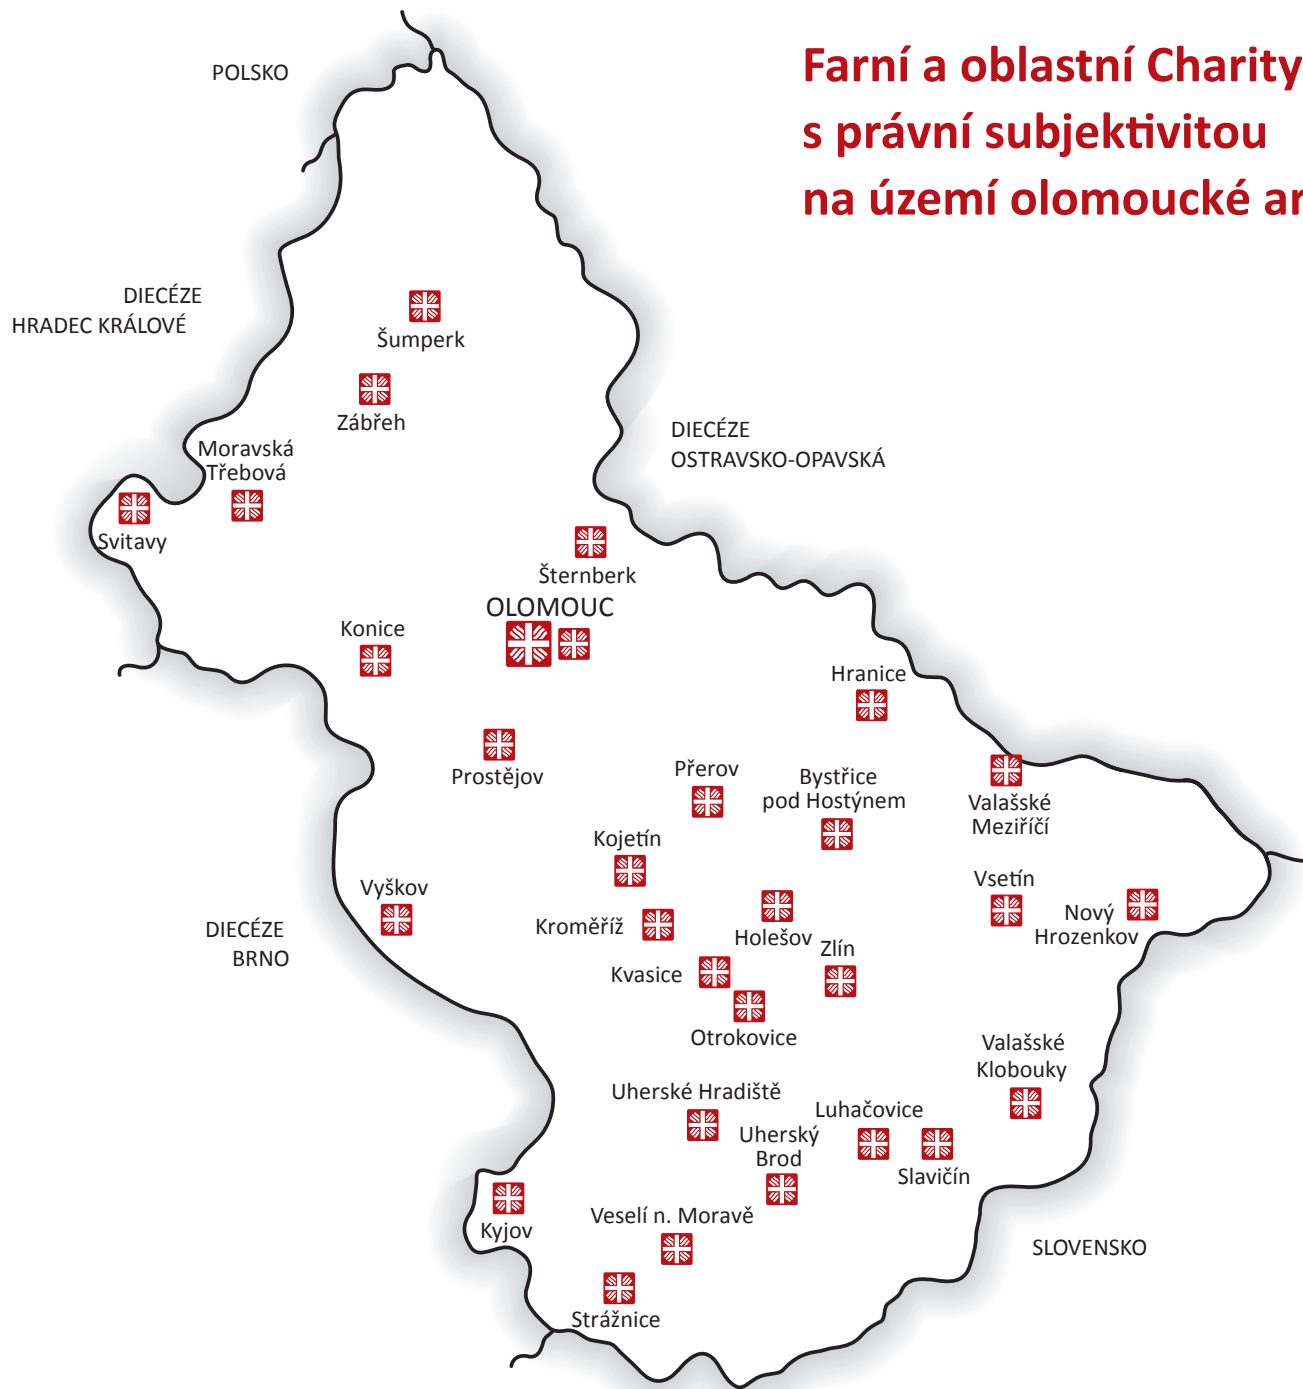 Farní a oblastní Charity
s právní subjektivitou
na území olomoucké
POLSKO
DIECÉZE
HRADEC KRÁLOVÉ
Šumperk
Zábřeh
DIECÉZE
OSTRAVSKO-OPAVSKÁ
Moravská
Třebová
Svitavy
Šternberk
OLOMOUC
Konice
Hranice
Prostějov
Přerov
Bystřice
pod Hostýnem
Valašské
Meziříčí
Kojetín
Vyškov
Vsetín
Nový
Hrozenkov
Kroměříž
Holešov
DIECÉZE
BRNO
Zlín
Kvasice
Otrokovice
Valašské
Klobouky
Uherské Hradiště
Luhačovice
Uherský
Brod
Slavičín
Kyjov
Veselí n. Moravě
SLOVENSKO
Strážnice